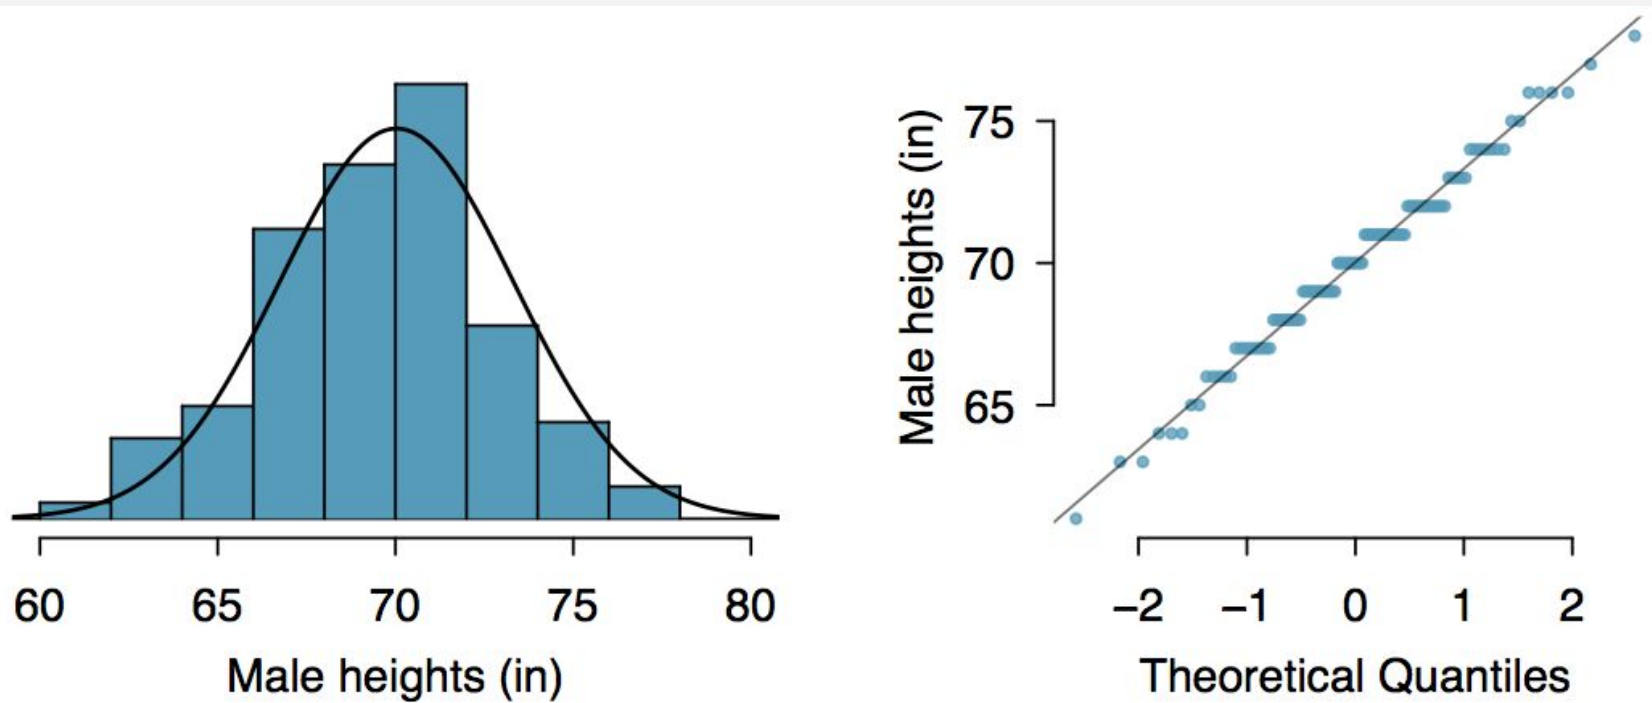 60 65 70 75 80
Male heights (in)
Male heights (in)
75
70
65
−2 −1 0 1 2
Theoretical Quantiles